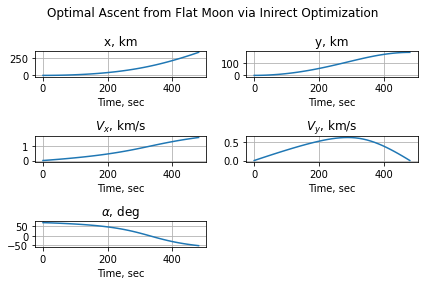 Optimal Ascent from Flat Moon via Inirect Optimization
x, km
y, km
250
0
100
0
0 200 400
0 200 400
Time, sec
Time, sec
Vx, km/s
Vy, km/s
1
0
0.5
0.0
0 200 400
0 200 400
Time, sec
Time, sec
α, deg
50
0
−50
0 200 400
Time, sec